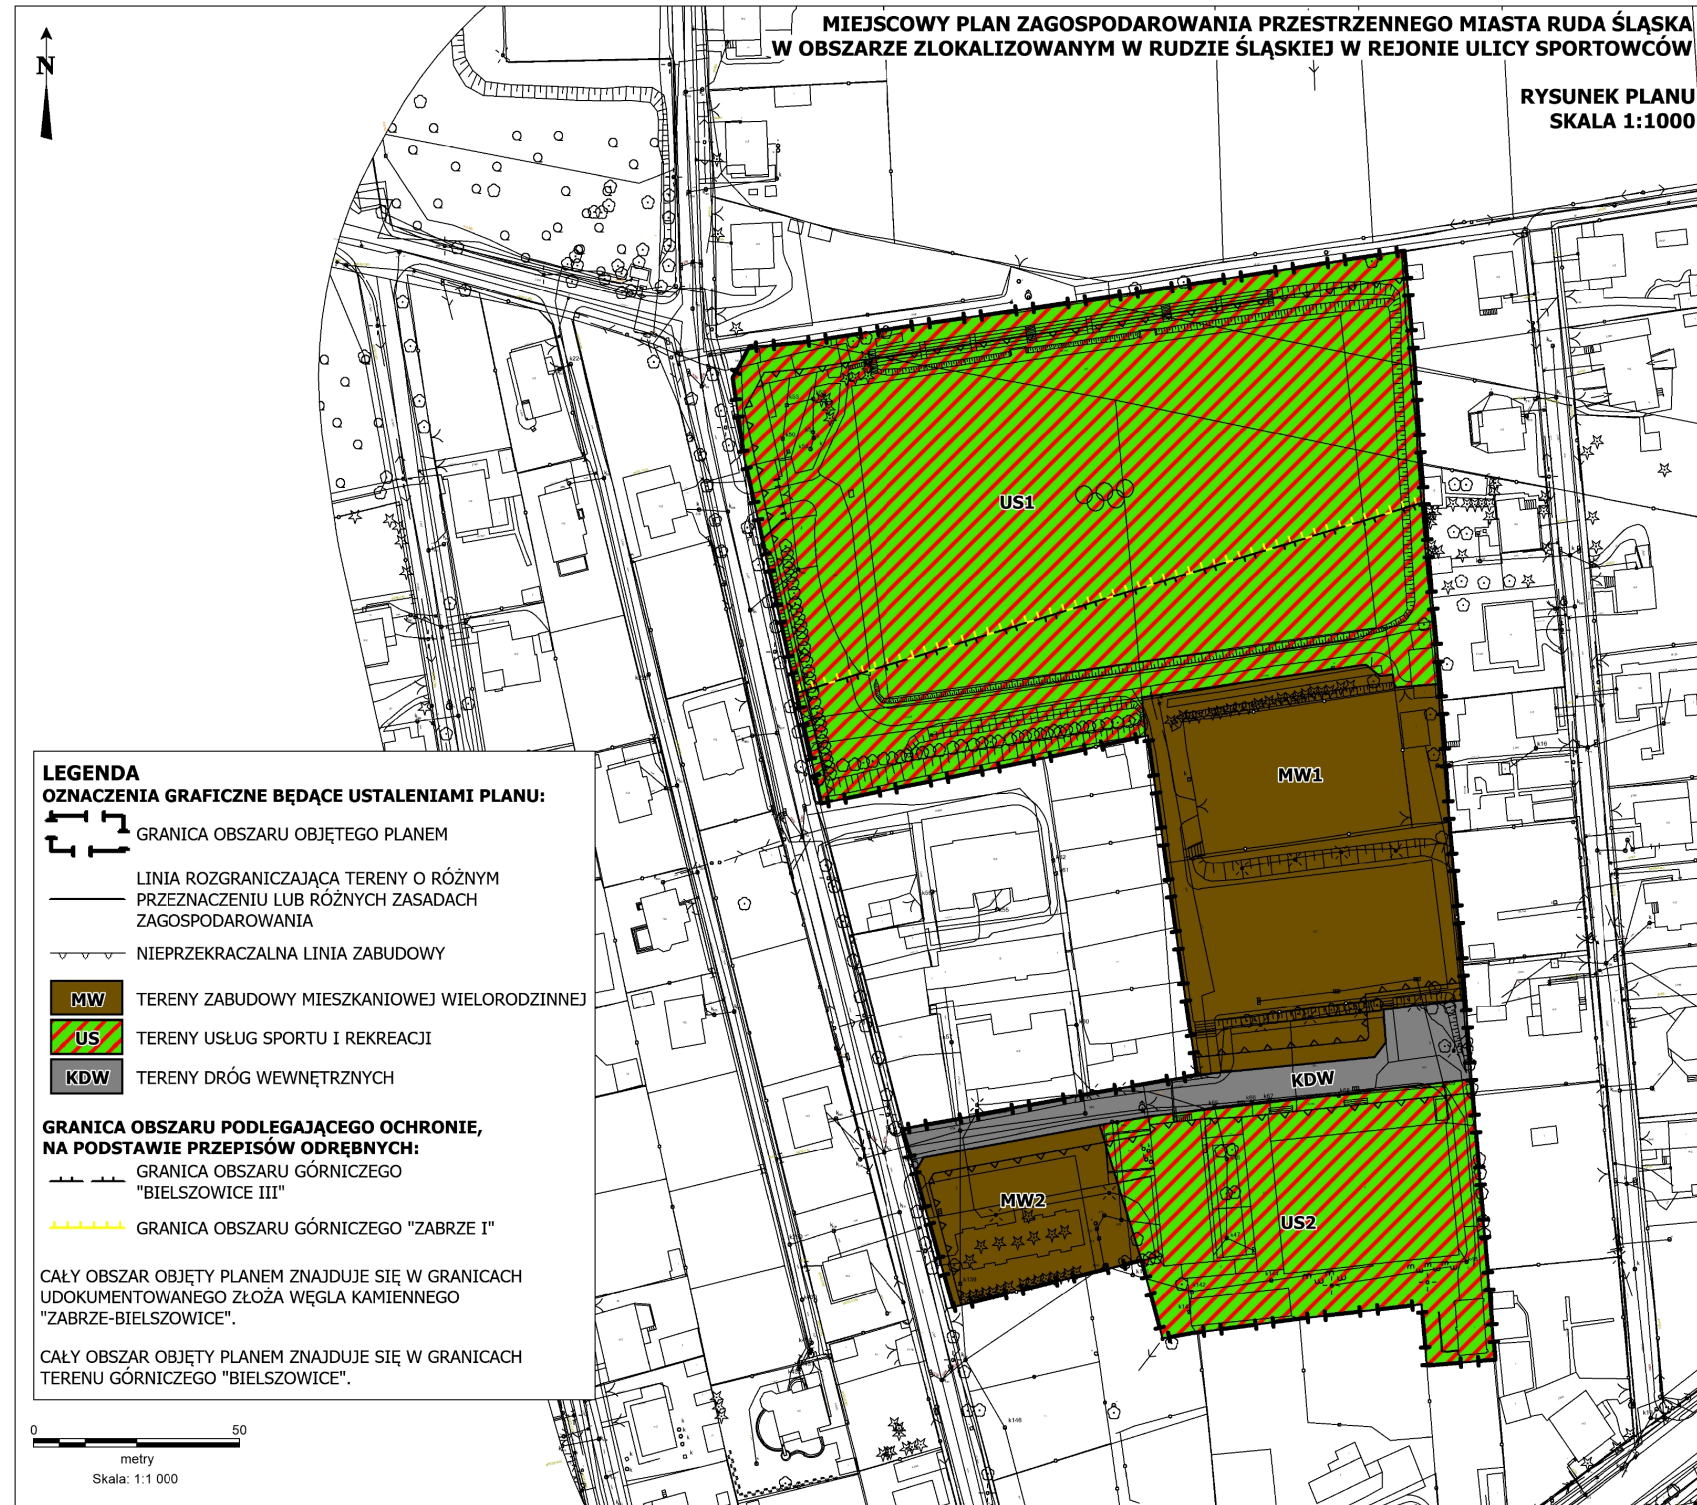 MIEJSCOWY PLAN ZAGOSPODAROWANIA PRZESTRZENNEGO MIASTA RUDA ŚLĄSKA
W OBSZARZE ZLOKALIZOWANYM W RUDZIE ŚLĄSKIEJ W REJONIE ULICY SPORTOWCÓW
N
RYSUNEK PLANU
SKALA 1:1000
US1
MW1
KDW
MW2
US2
LEGENDA
OZNACZENIA GRAFICZNE BĘDĄCE USTALENIAMI PLANU:
GRANICA OBSZARU OBJĘTEGO PLANEM
LINIA ROZGRANICZAJĄCA TERENY O RÓŻNYM
PRZEZNACZENIU LUB RÓŻNYCH ZASADACH
ZAGOSPODAROWANIA
NIEPRZEKRACZALNA LINIA ZABUDOWY
MW TERENY ZABUDOWY MIESZKANIOWEJ WIELORODZINNEJ
US TERENY USŁUG SPORTU I REKREACJI
KDW TERENY DRÓG WEWNĘTRZNYCH
GRANICA OBSZARU PODLEGAJĄCEGO OCHRONIE,
NA PODSTAWIE PRZEPISÓW ODRĘBNYCH:
GRANICA OBSZARU GÓRNICZEGO
"BIELSZOWICE III"
GRANICA OBSZARU GÓRNICZEGO "ZABRZE I"
CAŁY OBSZAR OBJĘTY PLANEM ZNAJDUJE SIĘ W GRANICACH
UDOKUMENTOWANEGO ZŁOŻA WĘGLA KAMIENNEGO
"ZABRZE-BIELSZOWICE".
CAŁY OBSZAR OBJĘTY PLANEM ZNAJDUJE SIĘ W GRANICACH
TERENU GÓRNICZEGO "BIELSZOWICE".
0 50
metry
Skala: 1:1 000